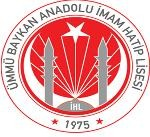 ÜMMÜ BAYKAN ANADOLU İMAM HATİP LİSESİ
İHL
1975